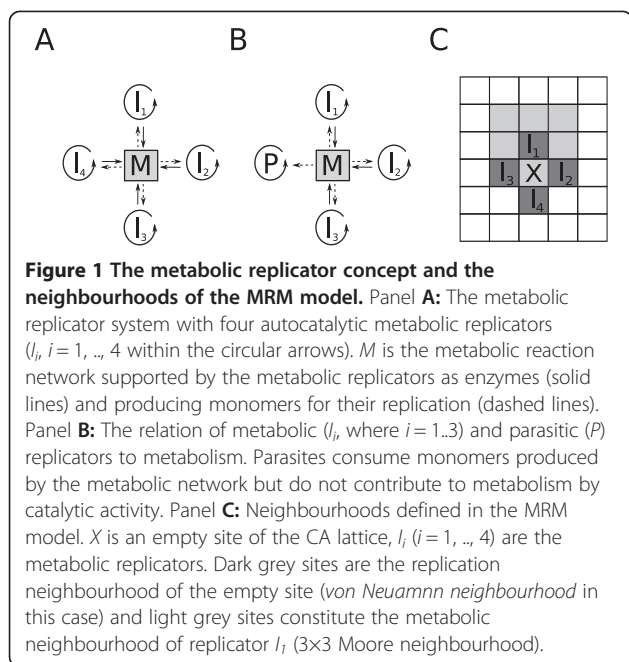 A B C
I₁ I₁
I₄ M I₂ P M I₂ I₁
I₃ X I₂
I₃ I₃ I₄
Figure 1 The metabolic replicator concept and the
neighbourhoods of the MRM model. Panel A: The metabolic
replicator system with four autocatalytic metabolic replicators
(Iᵢ, i = 1, .., 4 within the circular arrows). M is the metabolic reaction
network supported by the metabolic replicators as enzymes (solid
lines) and producing monomers for their replication (dashed lines).
Panel B: The relation of metabolic (Iᵢ, where i = 1..3) and parasitic (P)
replicators to metabolism. Parasites consume monomers produced
by the metabolic network but do not contribute to metabolism by
catalytic activity. Panel C: Neighbourhoods defined in the MRM
model. X is an empty site of the CA lattice, Iᵢ (i = 1, .., 4) are the
metabolic replicators. Dark grey sites are the replication
neighbourhood of the empty site (von Neuamnn neighbourhood in
this case) and light grey sites constitute the metabolic
neighbourhood of replicator I₁ (3×3 Moore neighbourhood).